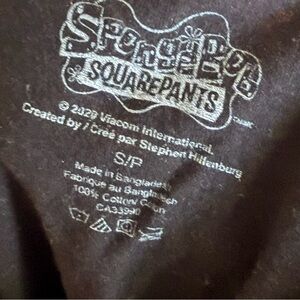 SPONGEBOB
SQUAREPANTS
© 2020 Viacom International.
Created by / Créé par Stephen Hillenburg
S/P
Made in Bangladesh
Fabriqué au Bangladesh
100% Cotton/ Coton
CA33990